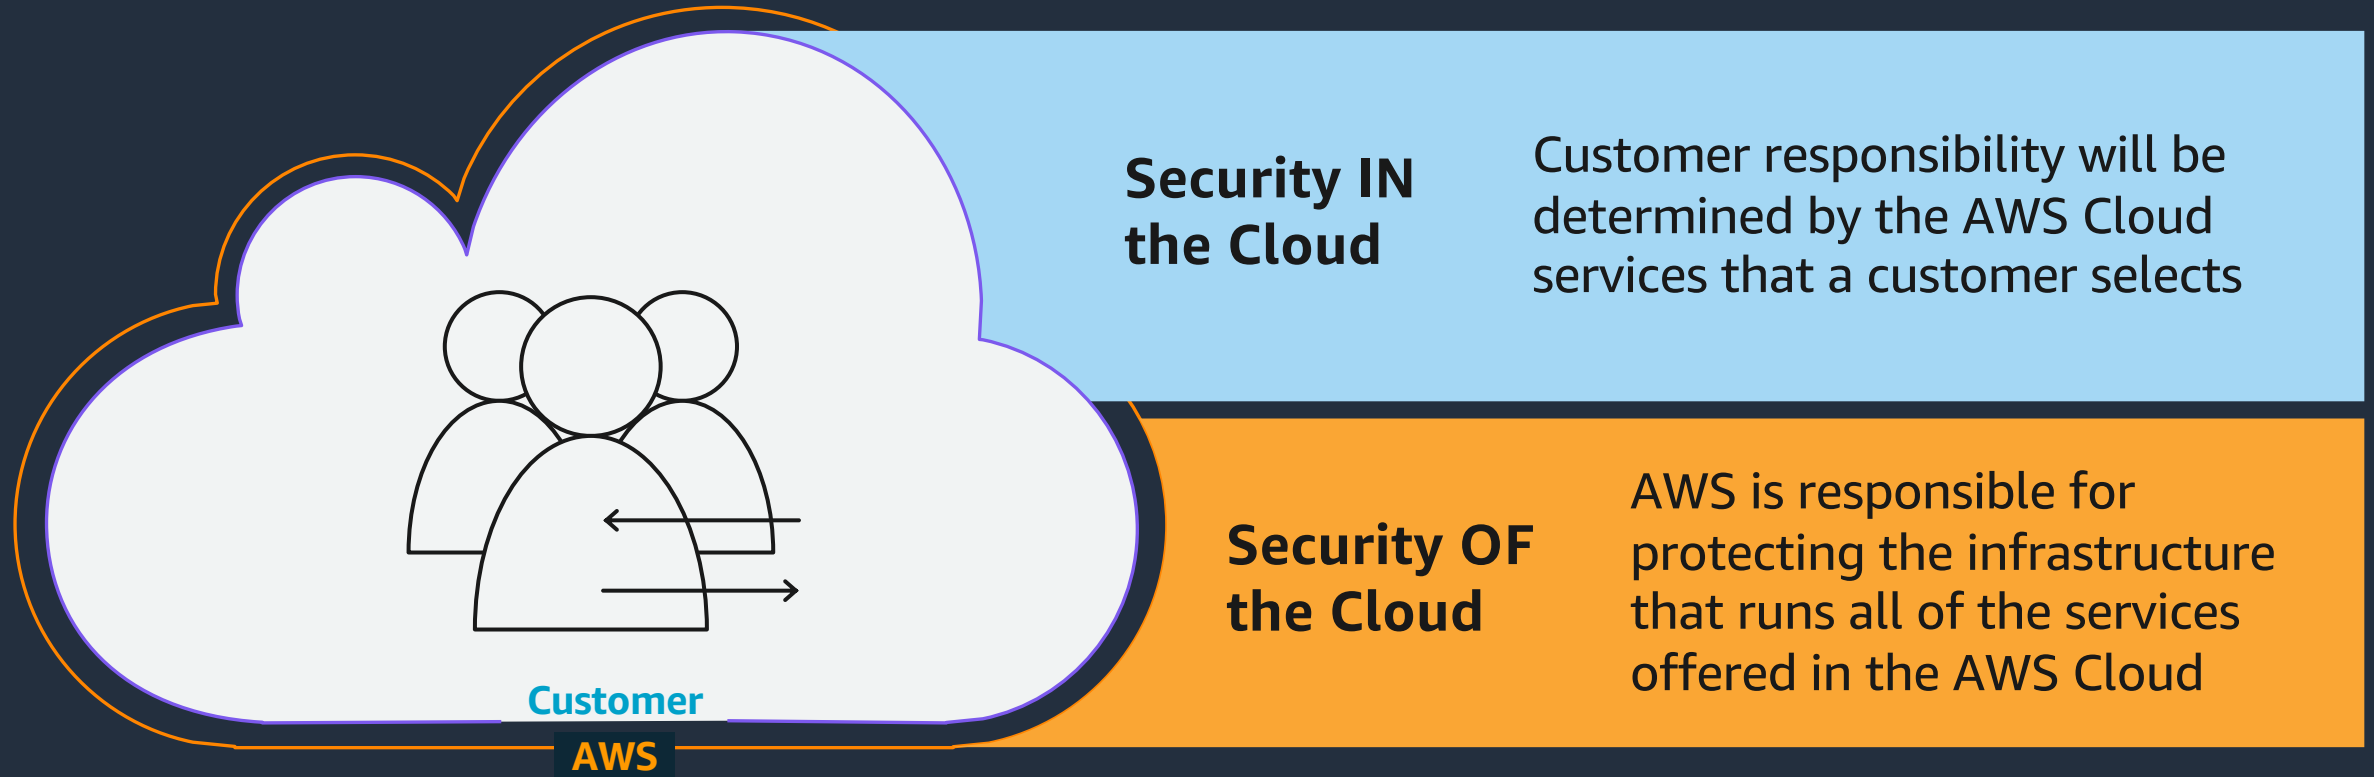 Security IN
the Cloud
Customer responsibility will be
determined by the AWS Cloud
services that a customer selects
Security OF
the Cloud
AWS is responsible for
protecting the infrastructure
that runs all of the services
offered in the AWS Cloud
Customer
AWS